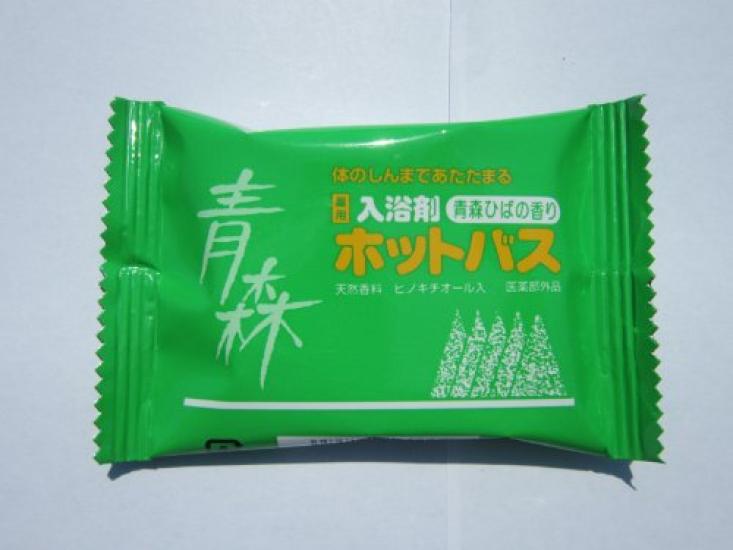 青森
体のしんまであたたまる
薬用 入浴剤 青森ひばの香り
ホットバス
天然香料 ヒノキチオール入 医薬部外品